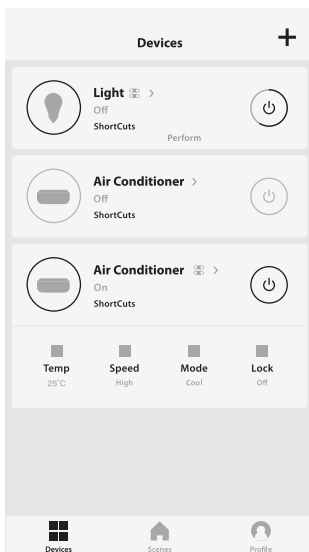 Devices
Light
Off
ShortCuts
Perform
Air Conditioner
Off
ShortCuts
Air Conditioner
On
ShortCuts
Temp Speed Mode Lock
25°C High Cool Off
Devices Scenes Profile